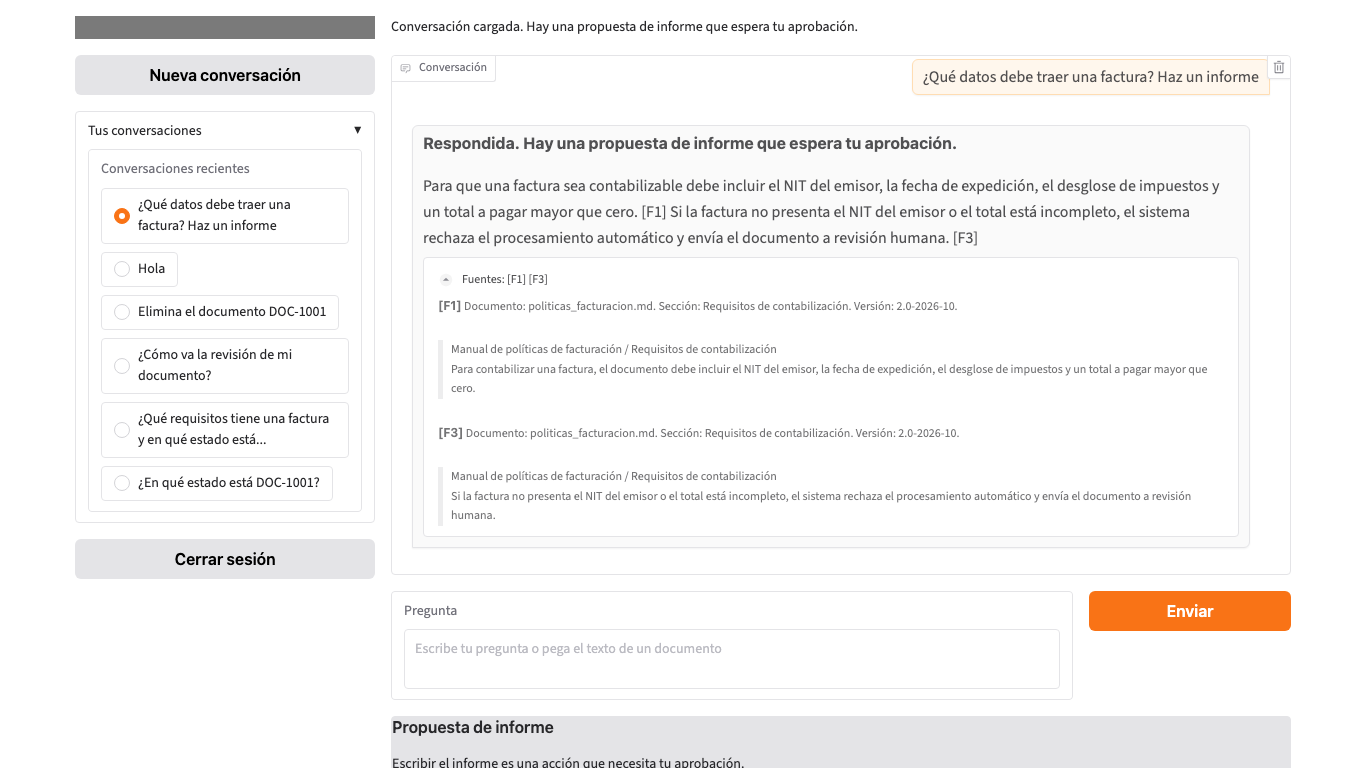 Conversación cargada. Hay una propuesta de informe que espera tu aprobación.
Nueva conversación
Tus conversaciones
Conversaciones recientes
¿Qué datos debe traer una
factura? Haz un informe
Hola
Elimina el documento DOC-1001
¿Cómo va la revisión de mi
documento?
¿Qué requisitos tiene una factura
y en qué estado está...
¿En qué estado está DOC-1001?
Cerrar sesión
Conversación
¿Qué datos debe traer una factura? Haz un informe
Respondida. Hay una propuesta de informe que espera tu aprobación.
Para que una factura sea contabilizable debe incluir el NIT del emisor, la fecha de expedición, el desglose de impuestos y
un total a pagar mayor que cero. [F1] Si la factura no presenta el NIT del emisor o el total está incompleto, el sistema
rechaza el procesamiento automático y envía el documento a revisión humana. [F3]
Fuentes: [F1] [F3]
[F1] Documento: politicas_facturacion.md. Sección: Requisitos de contabilización. Versión: 2.0-2026-10.
Manual de políticas de facturación / Requisitos de contabilización
Para contabilizar una factura, el documento debe incluir el NIT del emisor, la fecha de expedición, el desglose de impuestos y un total a pagar mayor que
cero.
[F3] Documento: politicas_facturacion.md. Sección: Requisitos de contabilización. Versión: 2.0-2026-10.
Manual de políticas de facturación / Requisitos de contabilización
Si la factura no presenta el NIT del emisor o el total está incompleto, el sistema rechaza el procesamiento automático y envía el documento a revisión
humana.
Pregunta
Escribe tu pregunta o pega el texto de un documento
Enviar
Propuesta de informe
Escribir el informe es una acción que necesita tu aprobación.